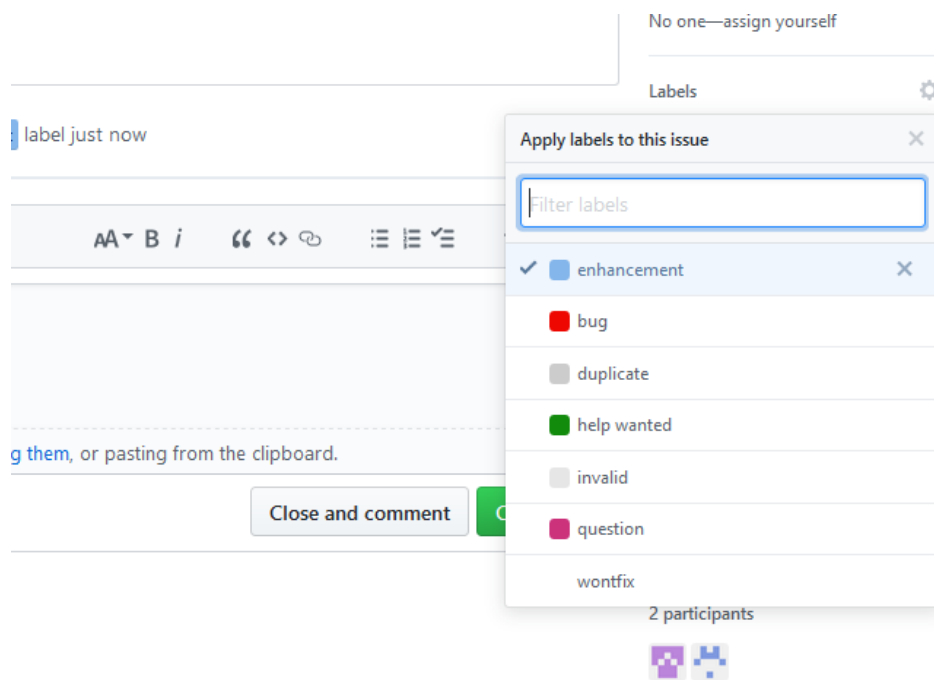 No one—assign yourself
Labels
label just now
Apply labels to this issue
Filter labels
AA B i
enhancement
bug
duplicate
help wanted
invalid
question
wontfix
g them, or pasting from the clipboard.
Close and comment
C
2 participants